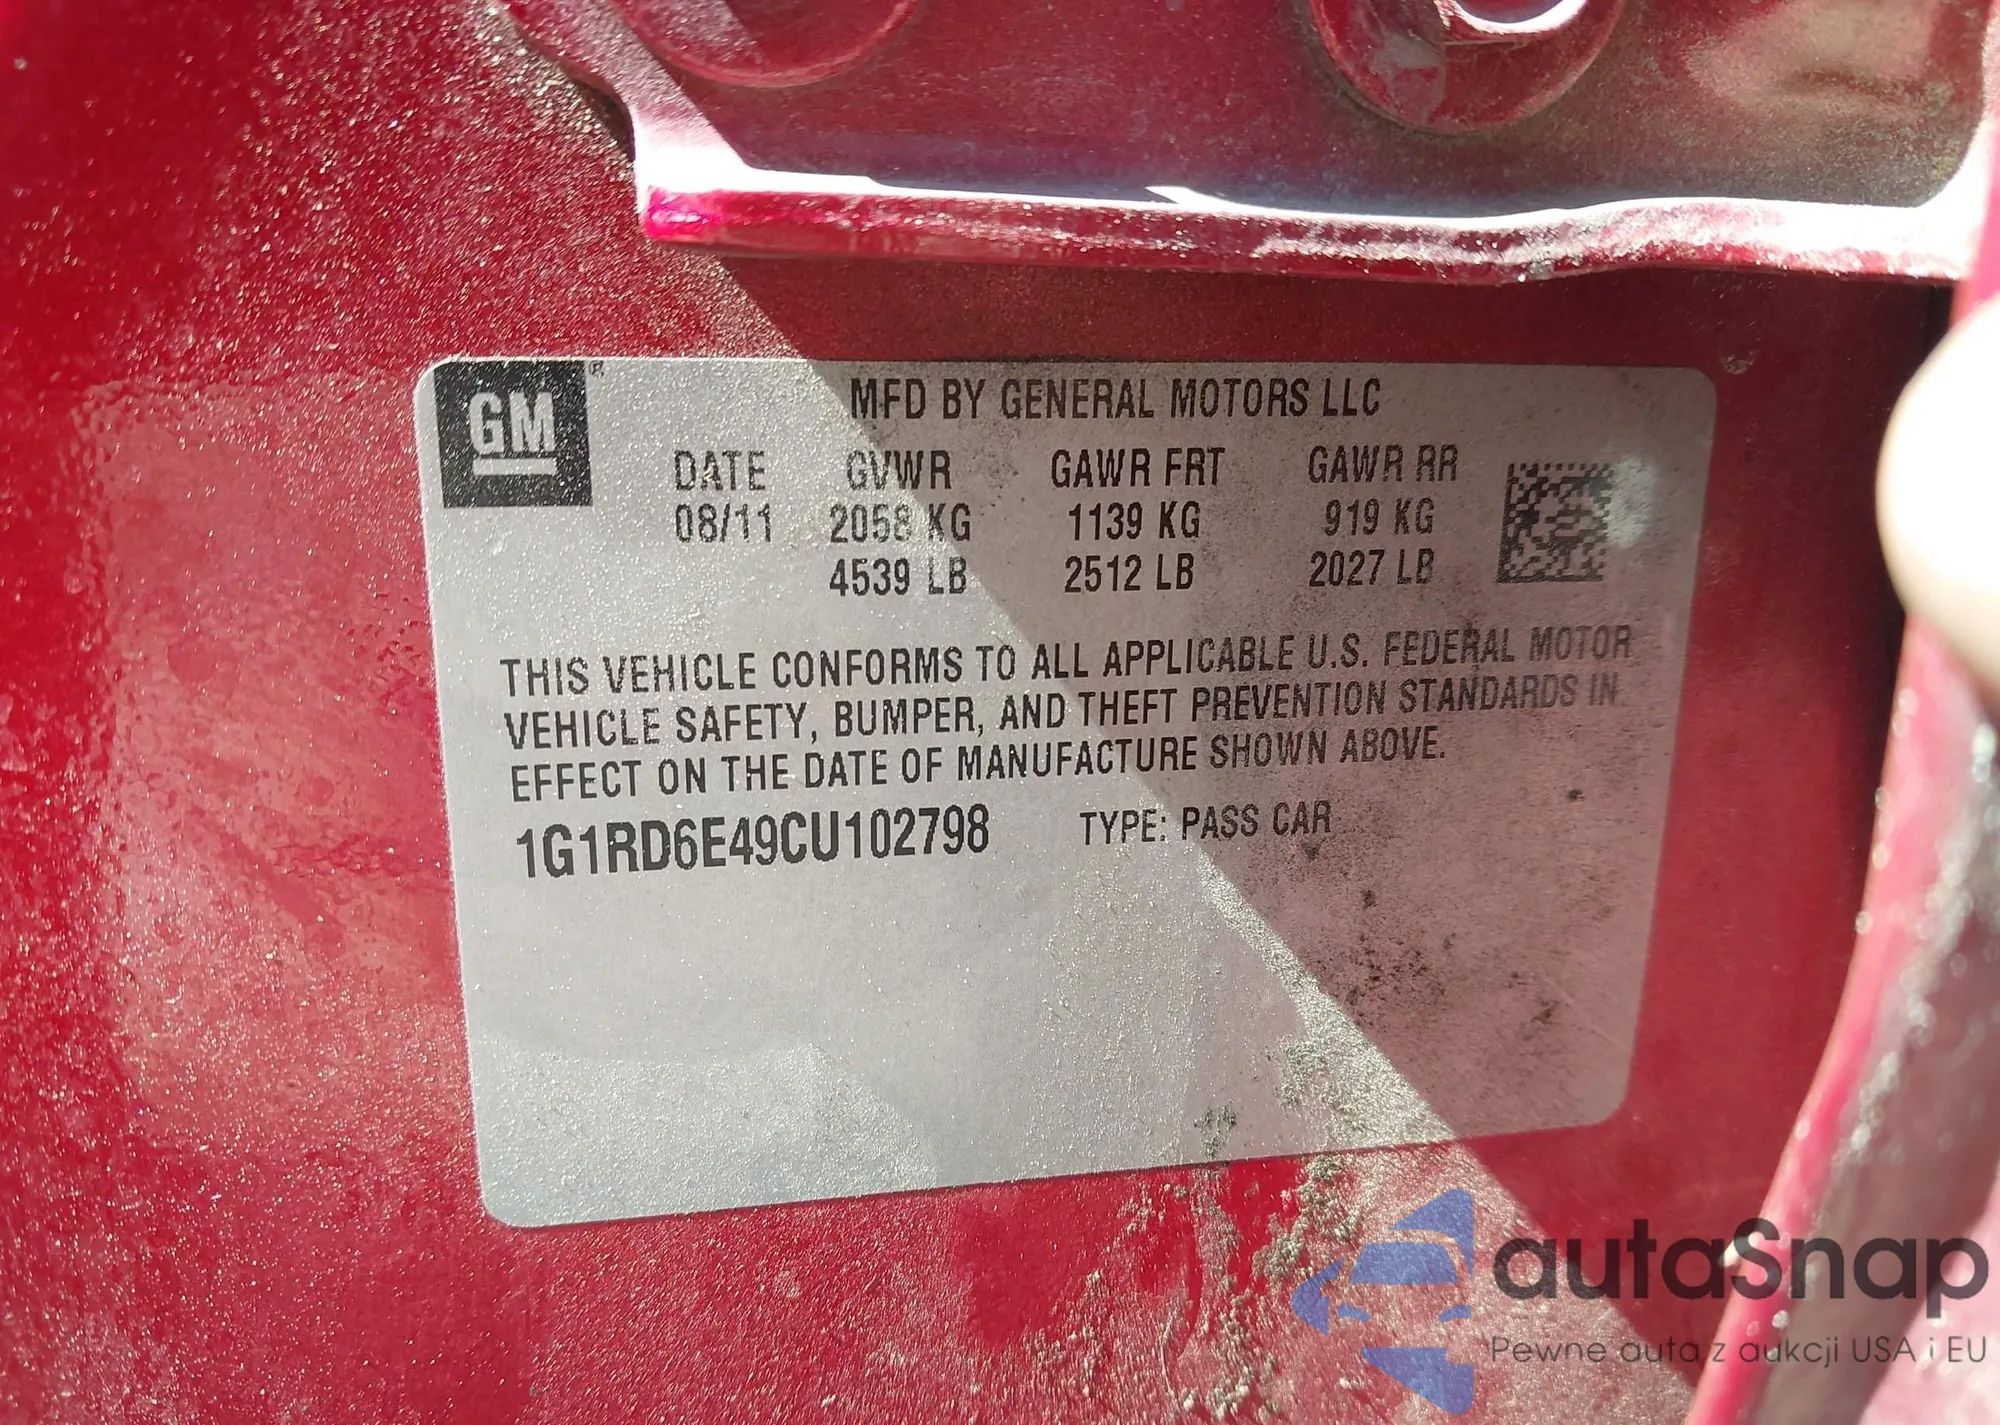 GM ®
MFD BY GENERAL MOTORS LLC
DATE GVWR GAWR FRT GAWR RR
08/11 2058 KG 1139 KG 919 KG
4539 LB 2512 LB 2027 LB
THIS VEHICLE CONFORMS TO ALL APPLICABLE U.S. FEDERAL MOTOR
VEHICLE SAFETY, BUMPER, AND THEFT PREVENTION STANDARDS IN
EFFECT ON THE DATE OF MANUFACTURE SHOWN ABOVE.
1G1RD6E49CU102798 TYPE: PASS CAR
autaSnap
Pewne auta z aukcji USA i EU